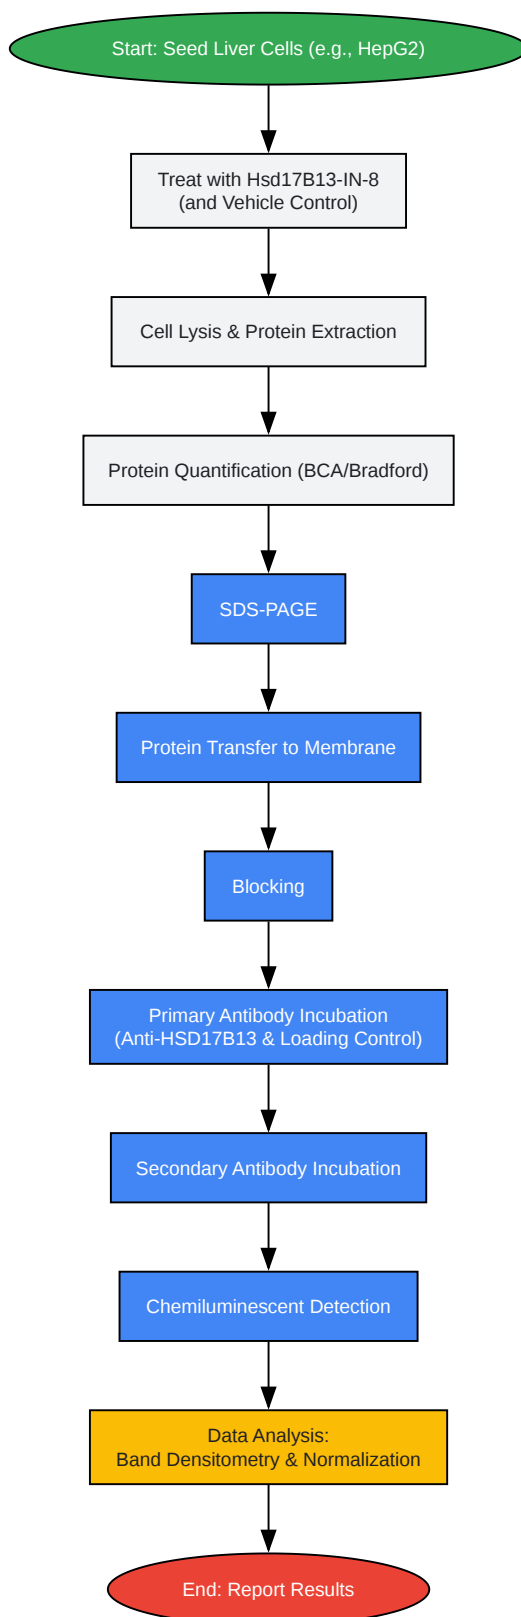 Start: Seed Liver Cells (e.g., HepG2)
Treat with Hsd17B13-IN-8
(and Vehicle Control)
Cell Lysis & Protein Extraction
Protein Quantification (BCA/Bradford)
SDS-PAGE
Protein Transfer to Membrane
Blocking
Primary Antibody Incubation
(Anti-HSD17B13 & Loading Control)
Secondary Antibody Incubation
Chemiluminescent Detection
Data Analysis:
Band Densitometry & Normalization
End: Report Results